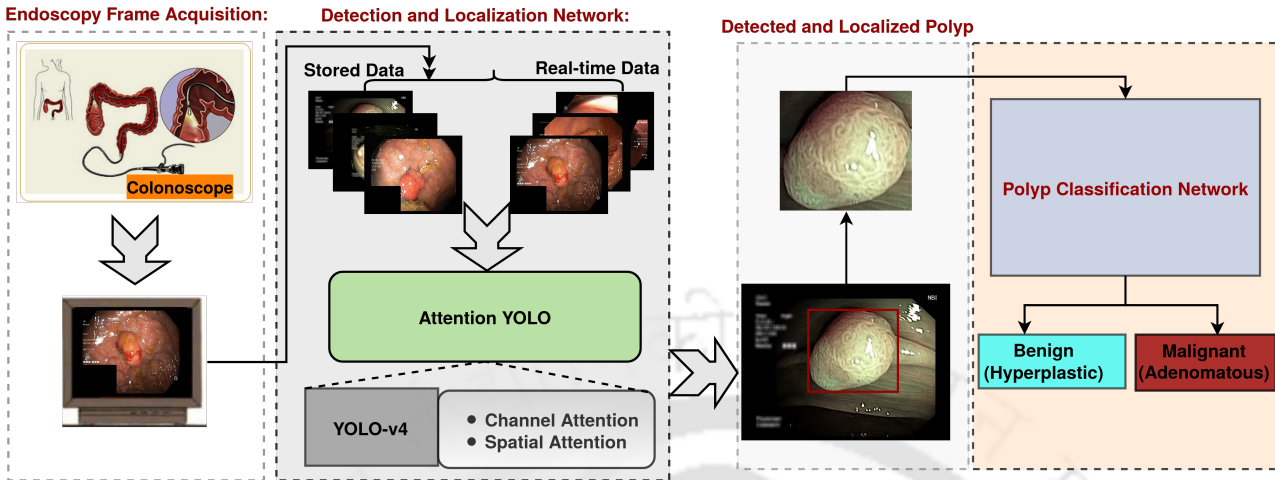 Endoscopy Frame Acquisition:
Colonoscope
Detection and Localization Network:
Stored Data
Real-time Data
Attention YOLO
YOLO-v4
● Channel Attention
● Spatial Attention
Detected and Localized Polyp
NBI
Polyp Classification Network
Benign
(Hyperplastic)
Malignant
(Adenomatous)